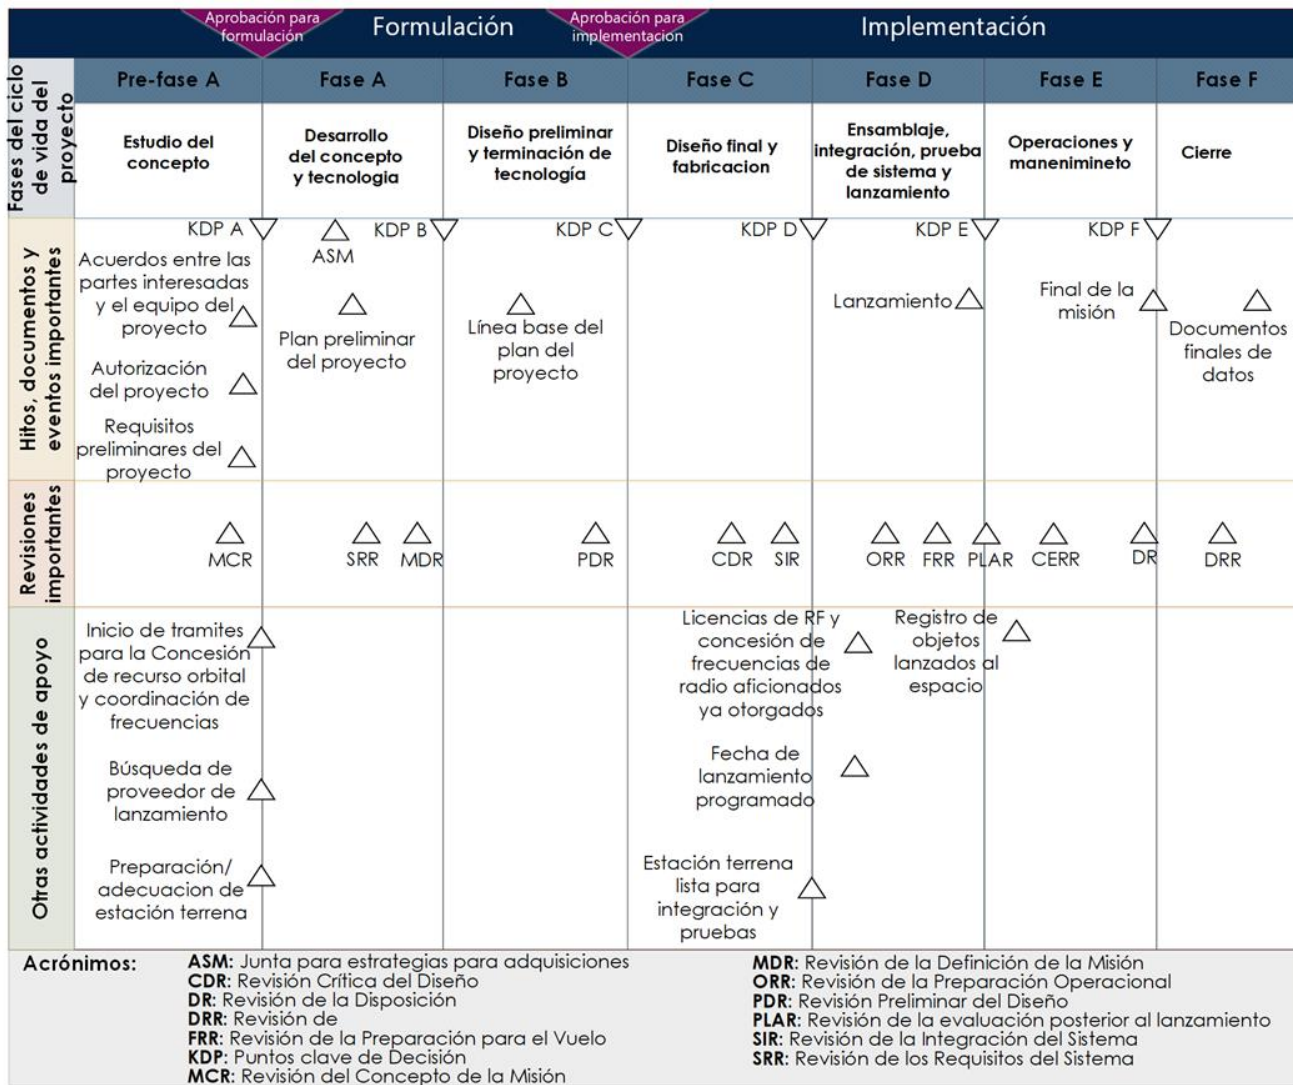 Aprobación para
formulación
Formulación
Aprobación para
implementacion
Implementación
Fases del ciclo
de vida del
proyecto
Pre-fase A
Fase A
Fase B
Fase C
Fase D
Fase E
Fase F
Estudio del
concepto
Desarrollo
del concepto
y tecnologia
Diseño preliminar
y terminación de
tecnología
Diseño final y
fabricacion
Ensamblaje,
integración, prueba
de sistema y
lanzamiento
Operaciones y
manenimineto
Cierre
Hitos, documentos y
eventos importantes
KDP A
ASM
KDP B
KDP C
KDP D
KDP E
KDP F
Acuerdos entre las
partes interesadas
y el equipo del
proyecto
Autorización
del proyecto
Requisitos
preliminares del
proyecto
Plan preliminar
del proyecto
Línea base del
plan del
proyecto
Lanzamiento
Final de la
misión
Documentos
finales de
datos
Revisiones
importantes
MCR
SRR
MDR
PDR
CDR
SIR
ORR
FRR
PLAR
CERR
DR
DRR
Otras actividades de apoyo
Inicio de tramites
para la Concesión
de recurso orbital
y coordinación de
frecuencias
Búsqueda de
proveedor de
lanzamiento
Preparación/
adecuacion de
estación terrena
Licencias de RF y
concesión de
frecuencias de
radio aficionados
ya otorgados
Fecha de
lanzamiento
programado
Estación terrena
lista para
integración y
pruebas
Registro de
objetos
lanzados al
espacio
Acrónimos:
ASM: Junta para estrategias para adquisiciones
CDR: Revisión Crítica del Diseño
DR: Revisión de la Disposición
DRR: Revisión de
FRR: Revisión de la Preparación para el Vuelo
KDP: Puntos clave de Decisión
MCR: Revisión del Concepto de la Misión
MDR: Revisión de la Definición de la Misión
ORR: Revisión de la Preparación Operacional
PDR: Revisión Preliminar del Diseño
PLAR: Revisión de la evaluación posterior al lanzamiento
SIR: Revisión de la Integración del Sistema
SRR: Revisión de los Requisitos del Sistema